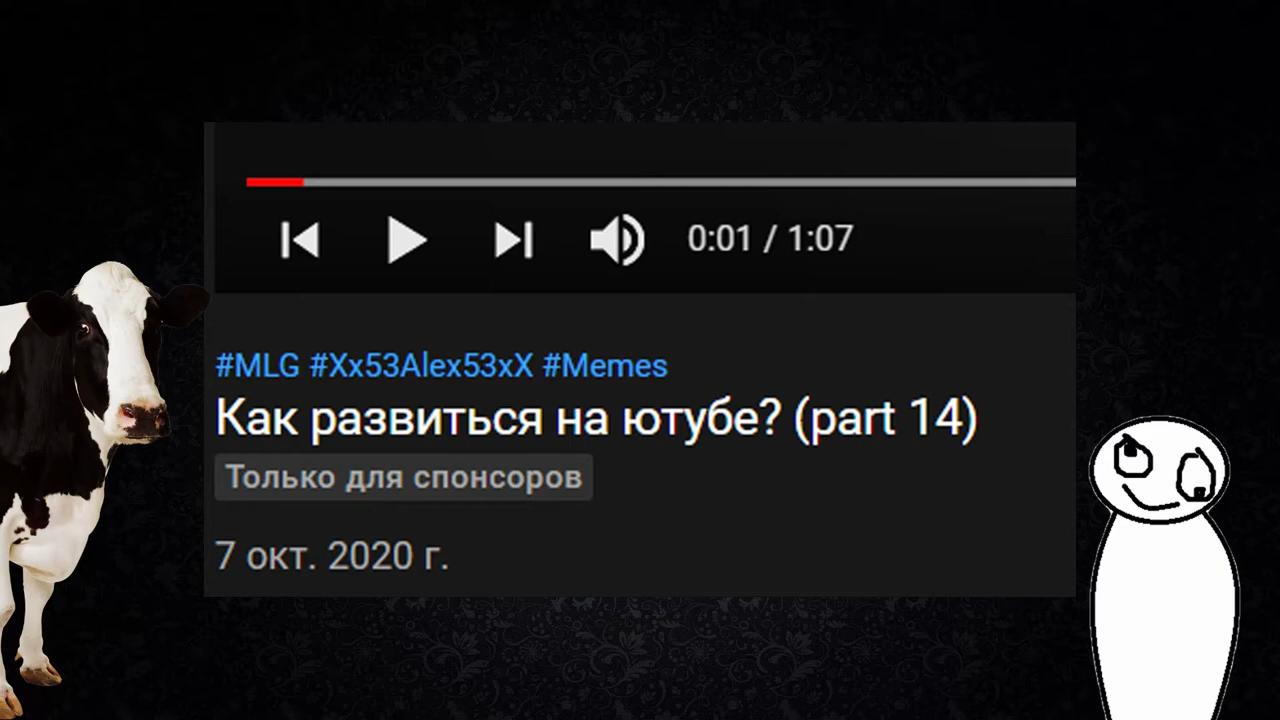 0:01 / 1:07
#MLG #Xx53Alex53xX #Memes
Как развиться на ютубе? (part 14)
Только для спонсоров
7 окт. 2020 г.